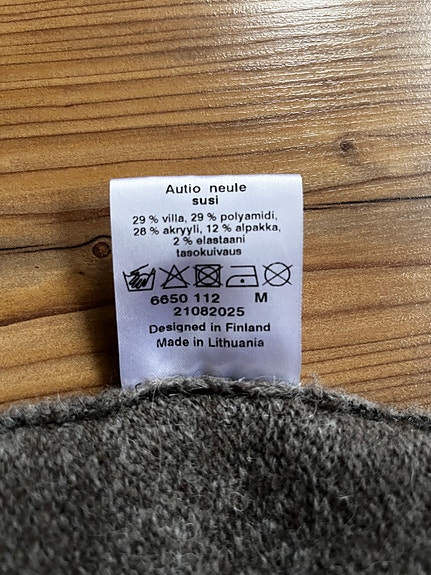 Autio neule
susi
29 % villa, 29 % polyamidi,
28 % akryyli, 12 % alpakka,
2 % elastaani
tasokuivaus
6650 112 M
21082025
Designed in Finland
Made in Lithuania